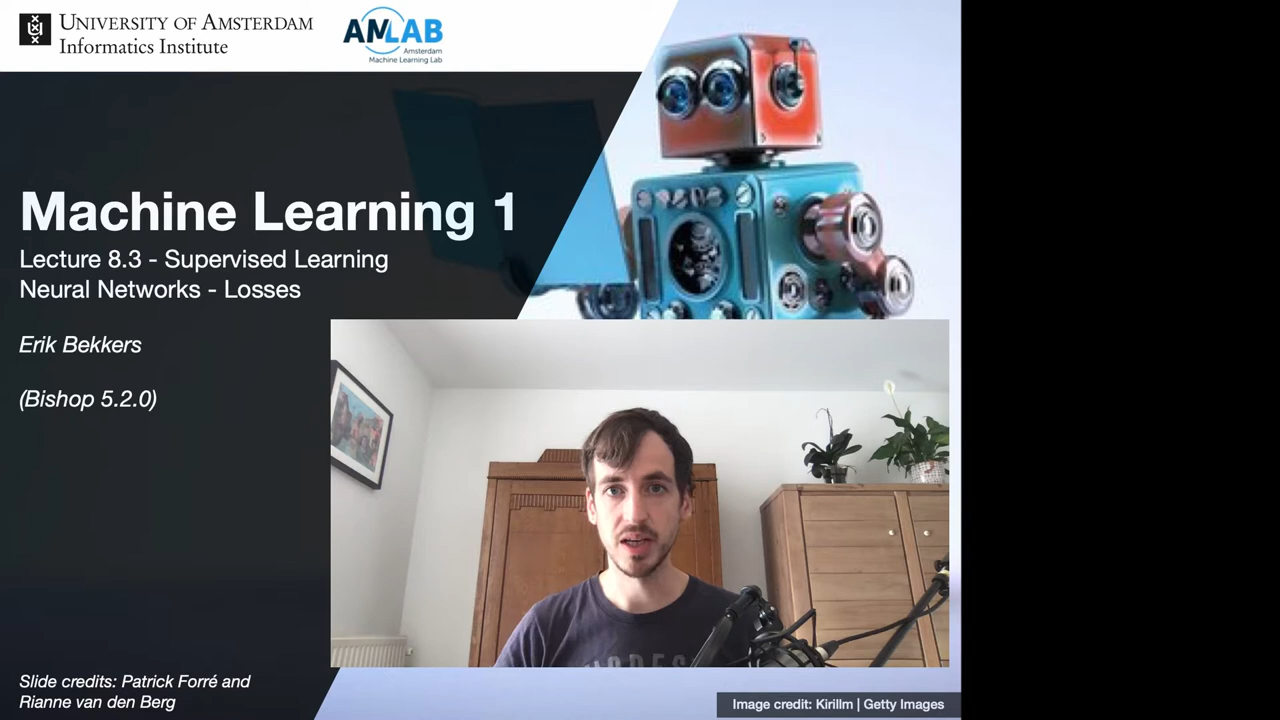 UNIVERSITY OF AMSTERDAM
Informatics Institute
AMLAB
Amsterdam
Machine Learning Lab
Machine Learning 1
Lecture 8.3 - Supervised Learning
Neural Networks - Losses
Erik Bekkers
(Bishop 5.2.0)
Slide credits: Patrick Forré and
Rianne van den Berg
Image credit: Kirillm | Getty Images